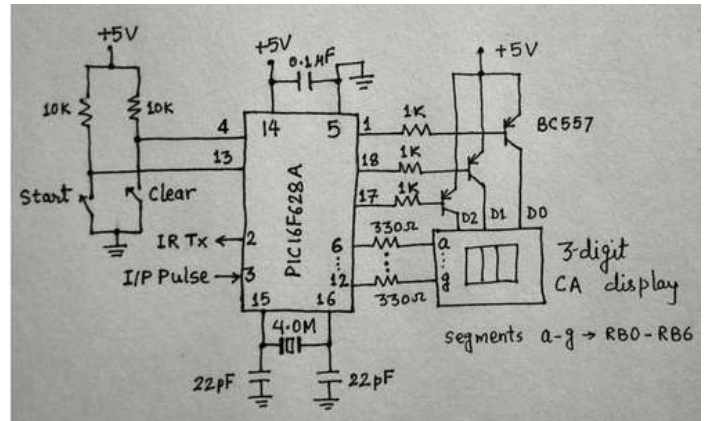 +5V
+5V
+5V
0.1µF
10K
10K
4
14
5
1
1K
BC557
13
18
1K
Start
Clear
17
1K
D2
D1
D0
PIC16F628A
IR Tx
2
I/P Pulse
3
6
330Ω
a
3-digit
12
330Ω
g
CA display
15
16
4.0M
segments a-g → RB0-RB6
22pF
22pF